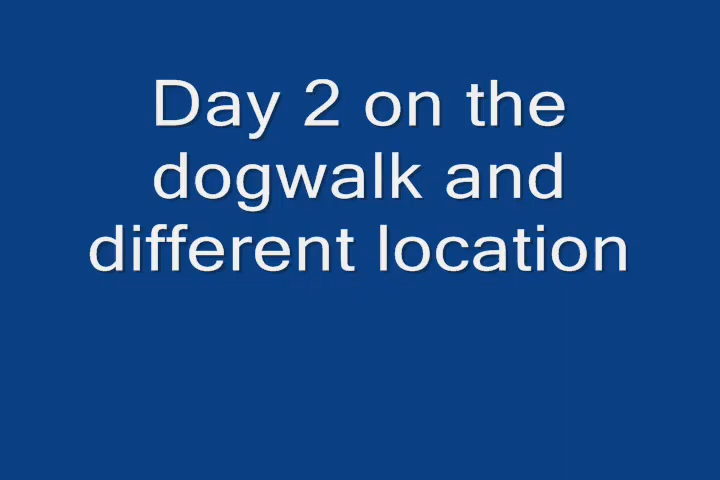 Day 2 on the
dogwalk and
different location